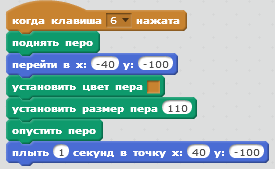 когда клавиша 6 нажата
поднять перо
перейти в x: -40 y: -100
установить цвет пера
установить размер пера 110
опустить перо
плыть 1 секунд в точку x: 40 y: -100